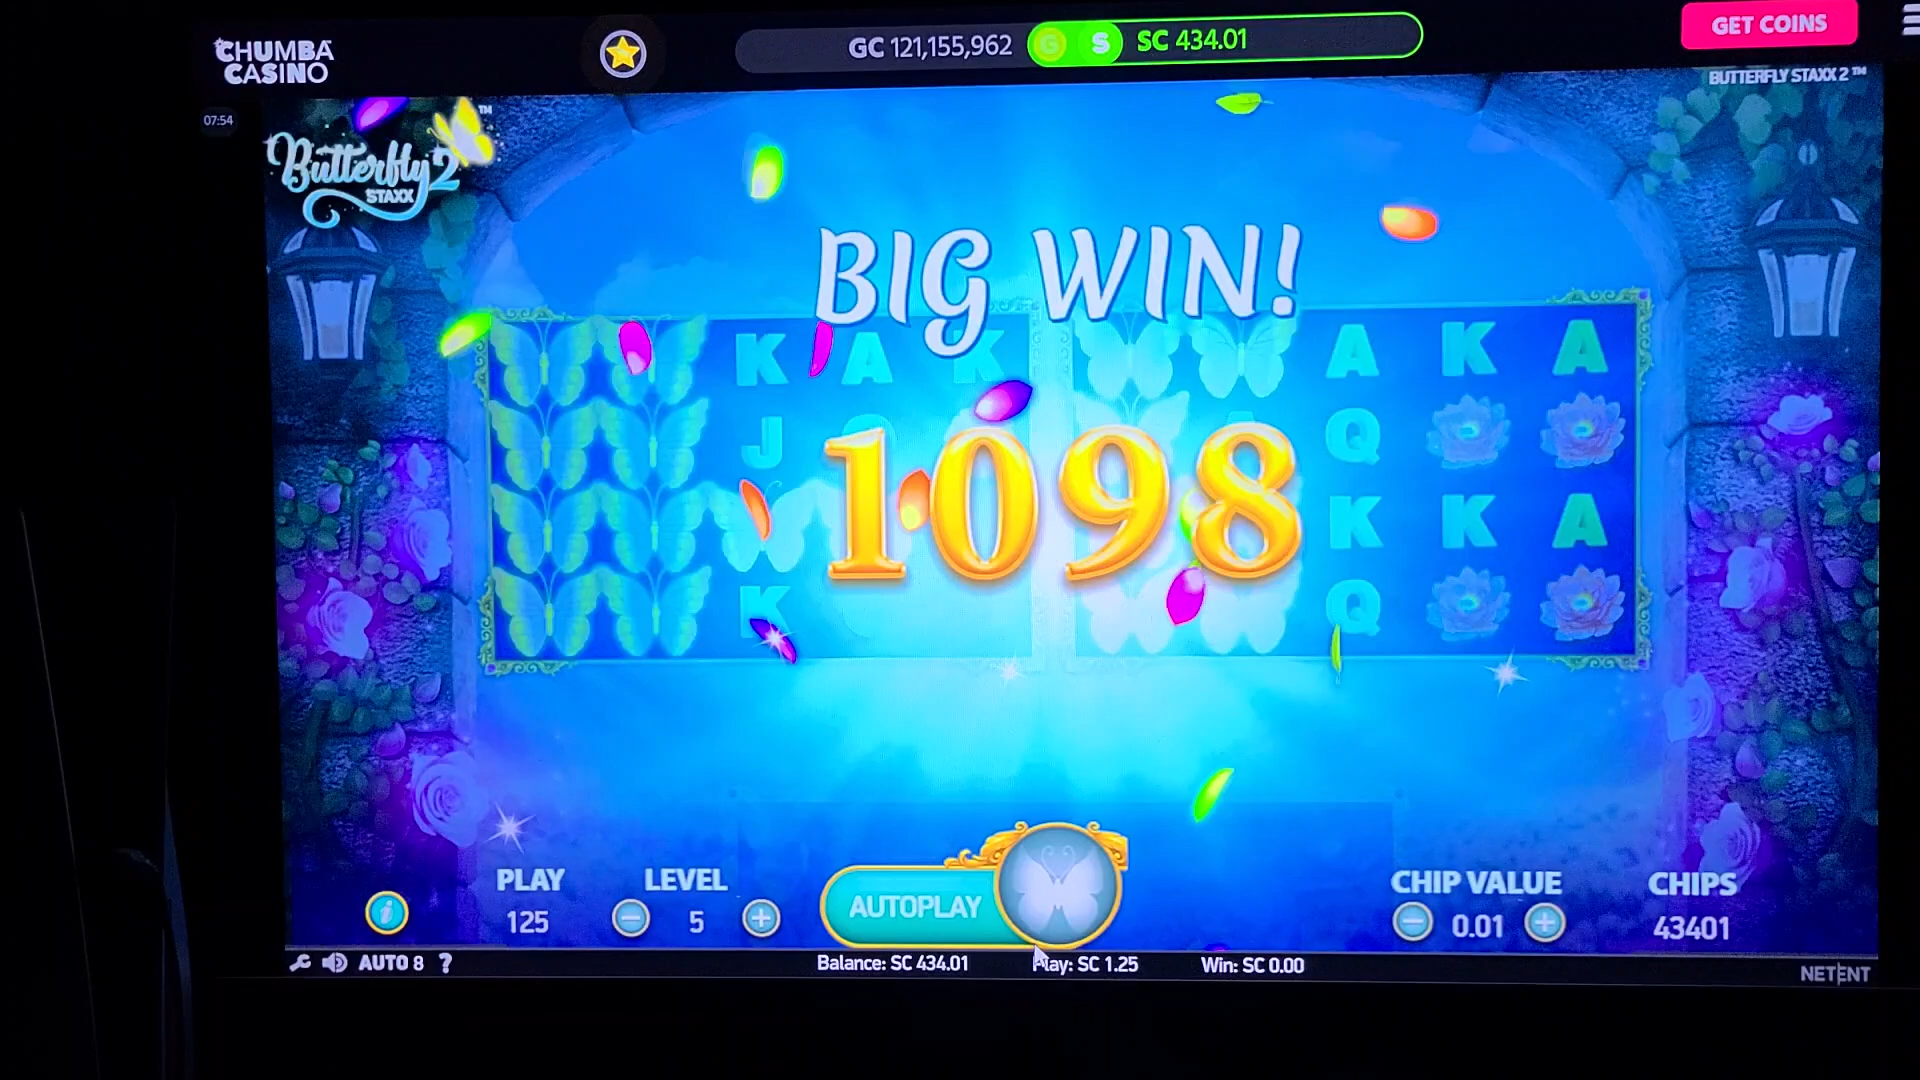 CHUMBA
CASINO
GC 121,155,962
G
S
SC 434.01
GET COINS
BUTTERFLY STAXX 2™
07:54
Butterfly 2™
STAXX
BIG WIN!
K A K A K A
J Q
K K A
K Q
1098
PLAY
125
LEVEL
5
AUTOPLAY
CHIP VALUE
0.01
CHIPS
43401
AUTO 8 ?
Balance: SC 434.01
Play: SC 1.25
Win: SC 0.00
NETENT